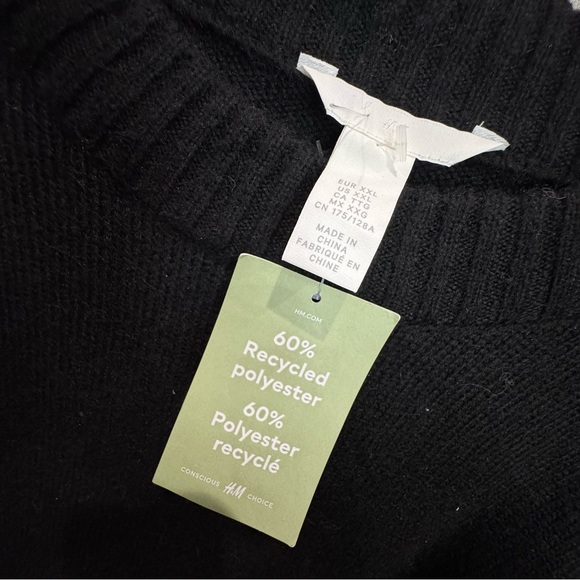 H&M
EUR XXL
US XXL
CA TTG
MX XXG
CN 175/128A
MADE IN
CHINA
FABRIQUÉ EN
CHINE
HM.COM
60%
Recycled
polyester
60%
Polyester
recyclé
CONSCIOUS H&M CHOICE